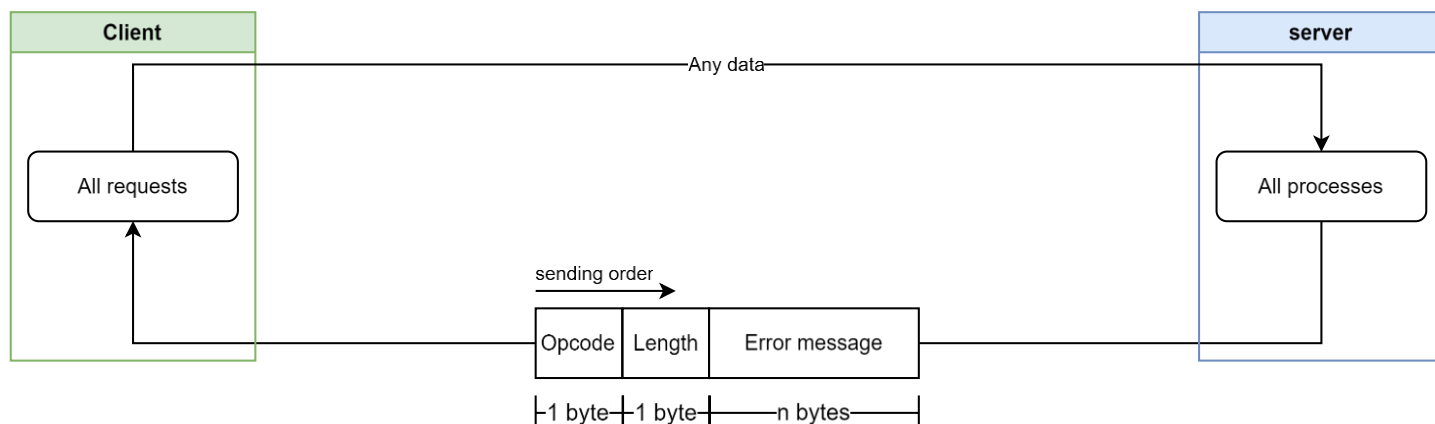 Client
server
Any data
All requests
All processes
sending order
Opcode Length Error message
1 byte 1 byte n bytes